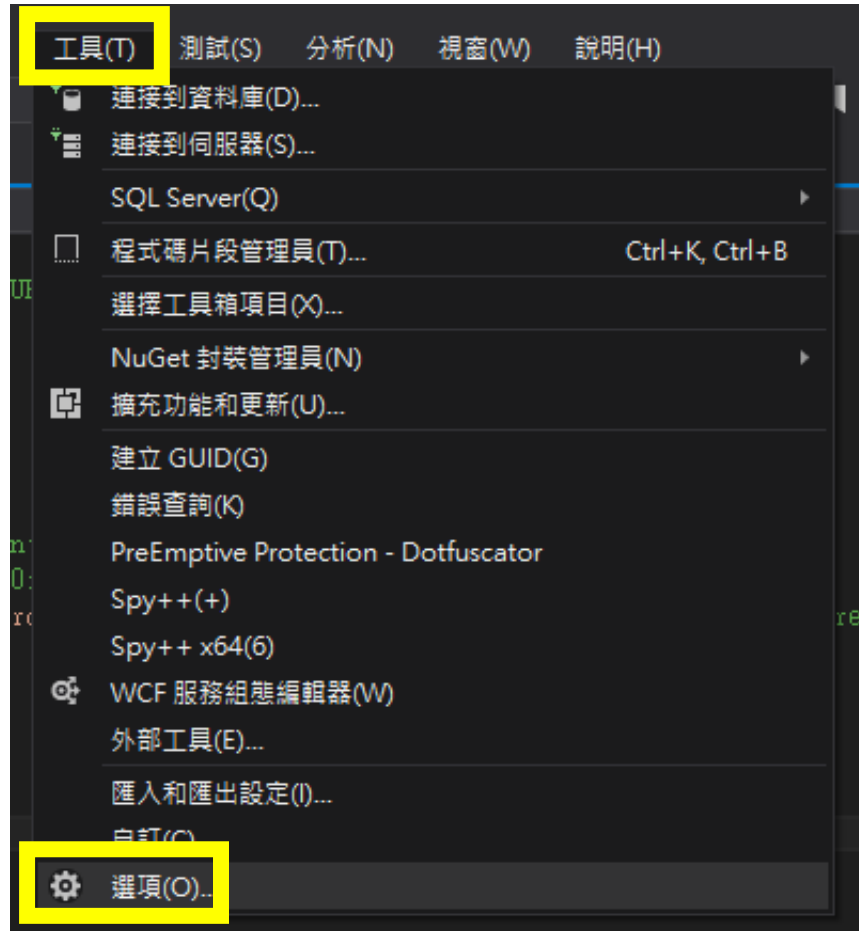 工具(T) 測試(S) 分析(N) 視窗(W) 說明(H)
連接到資料庫(D)...
連接到伺服器(S)...
SQL Server(Q)
程式碼片段管理員(T)... Ctrl+K, Ctrl+B
選擇工具箱項目(X)...
NuGet 封裝管理員(N)
擴充功能和更新(U)...
建立 GUID(G)
錯誤查詢(K)
PreEmptive Protection - Dotfuscator
Spy++(+)
Spy++ x64(6)
WCF 服務組態編輯器(W)
外部工具(E)...
匯入和匯出設定(I)...
自訂(C)
選項(O)...